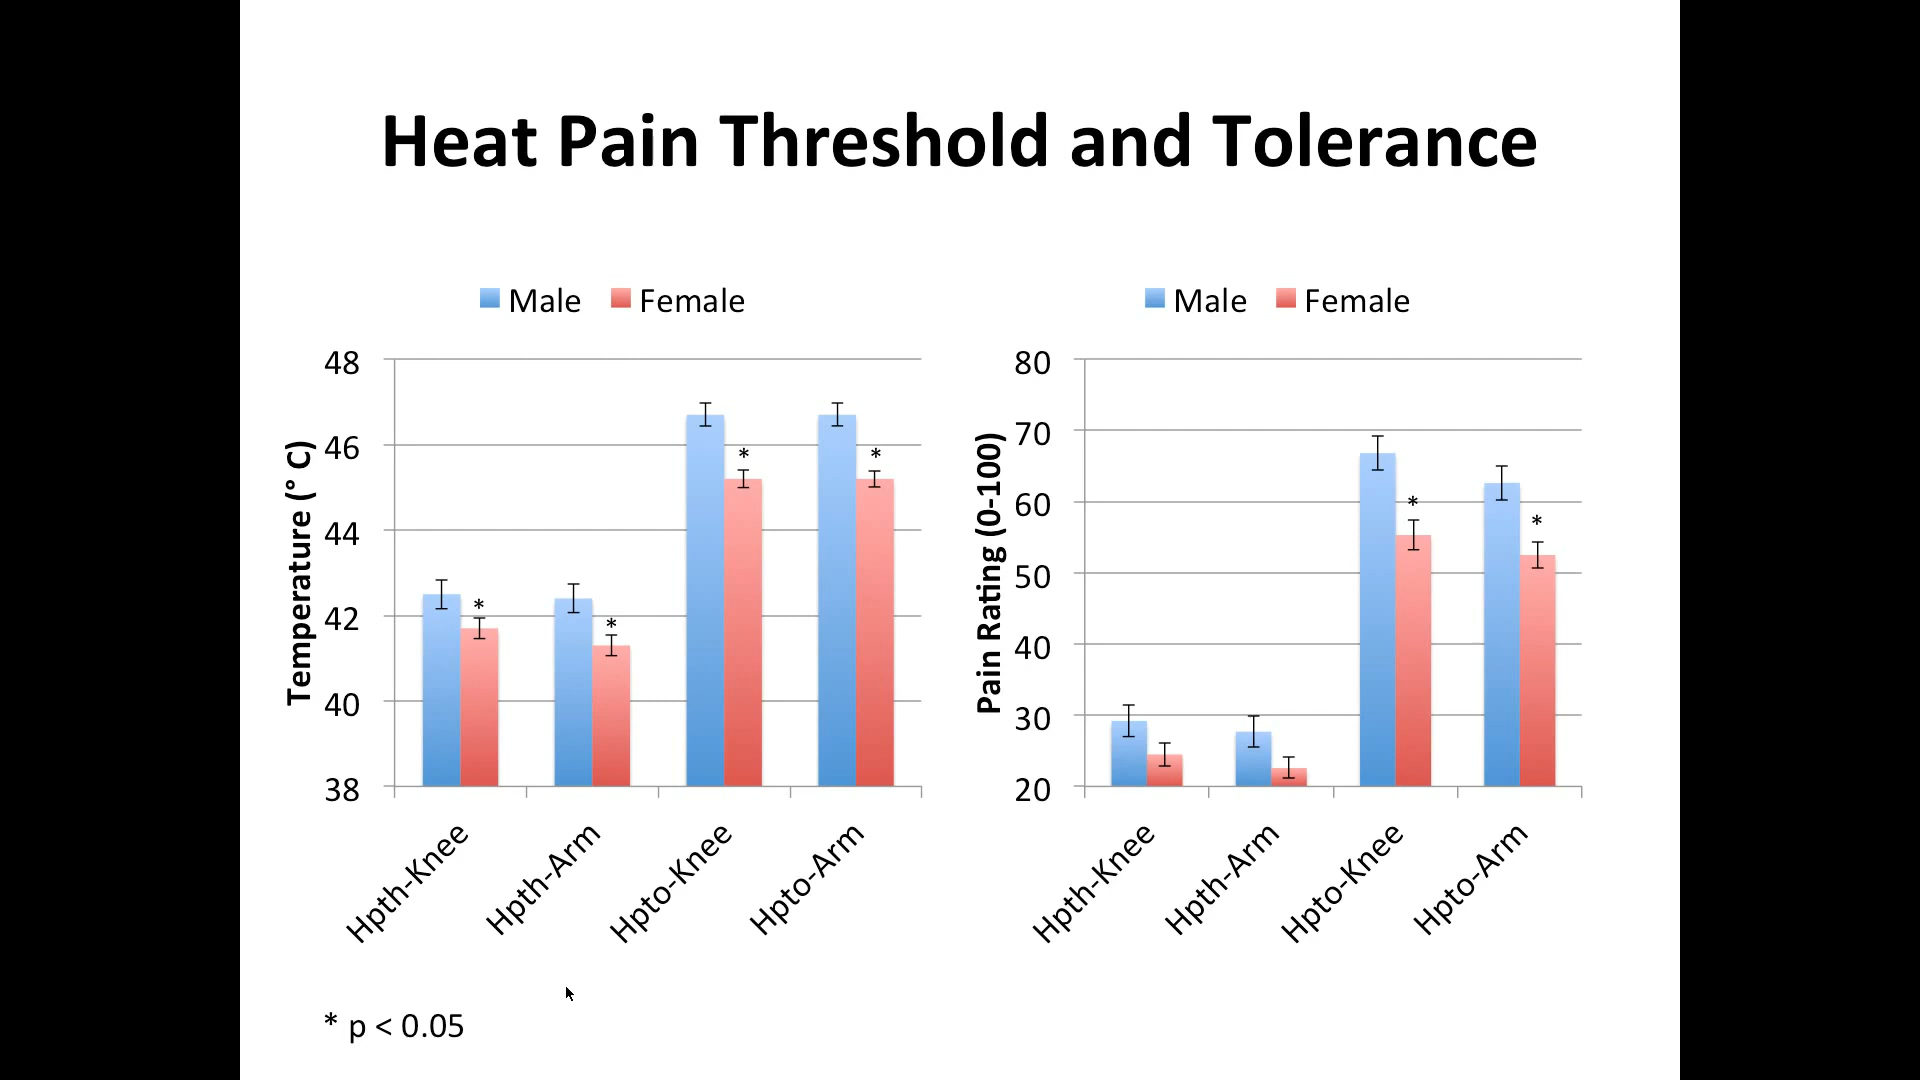 Heat Pain Threshold and Tolerance
Male Female
48
46
44
42
40
38
Temperature (° C)
*
*
*
*
Hpth-Knee
Hpth-Arm
Hpto-Knee
Hpto-Arm
Male Female
80
70
60
50
40
30
20
Pain Rating (0-100)
*
*
Hpth-Knee
Hpth-Arm
Hpto-Knee
Hpto-Arm
* p < 0.05